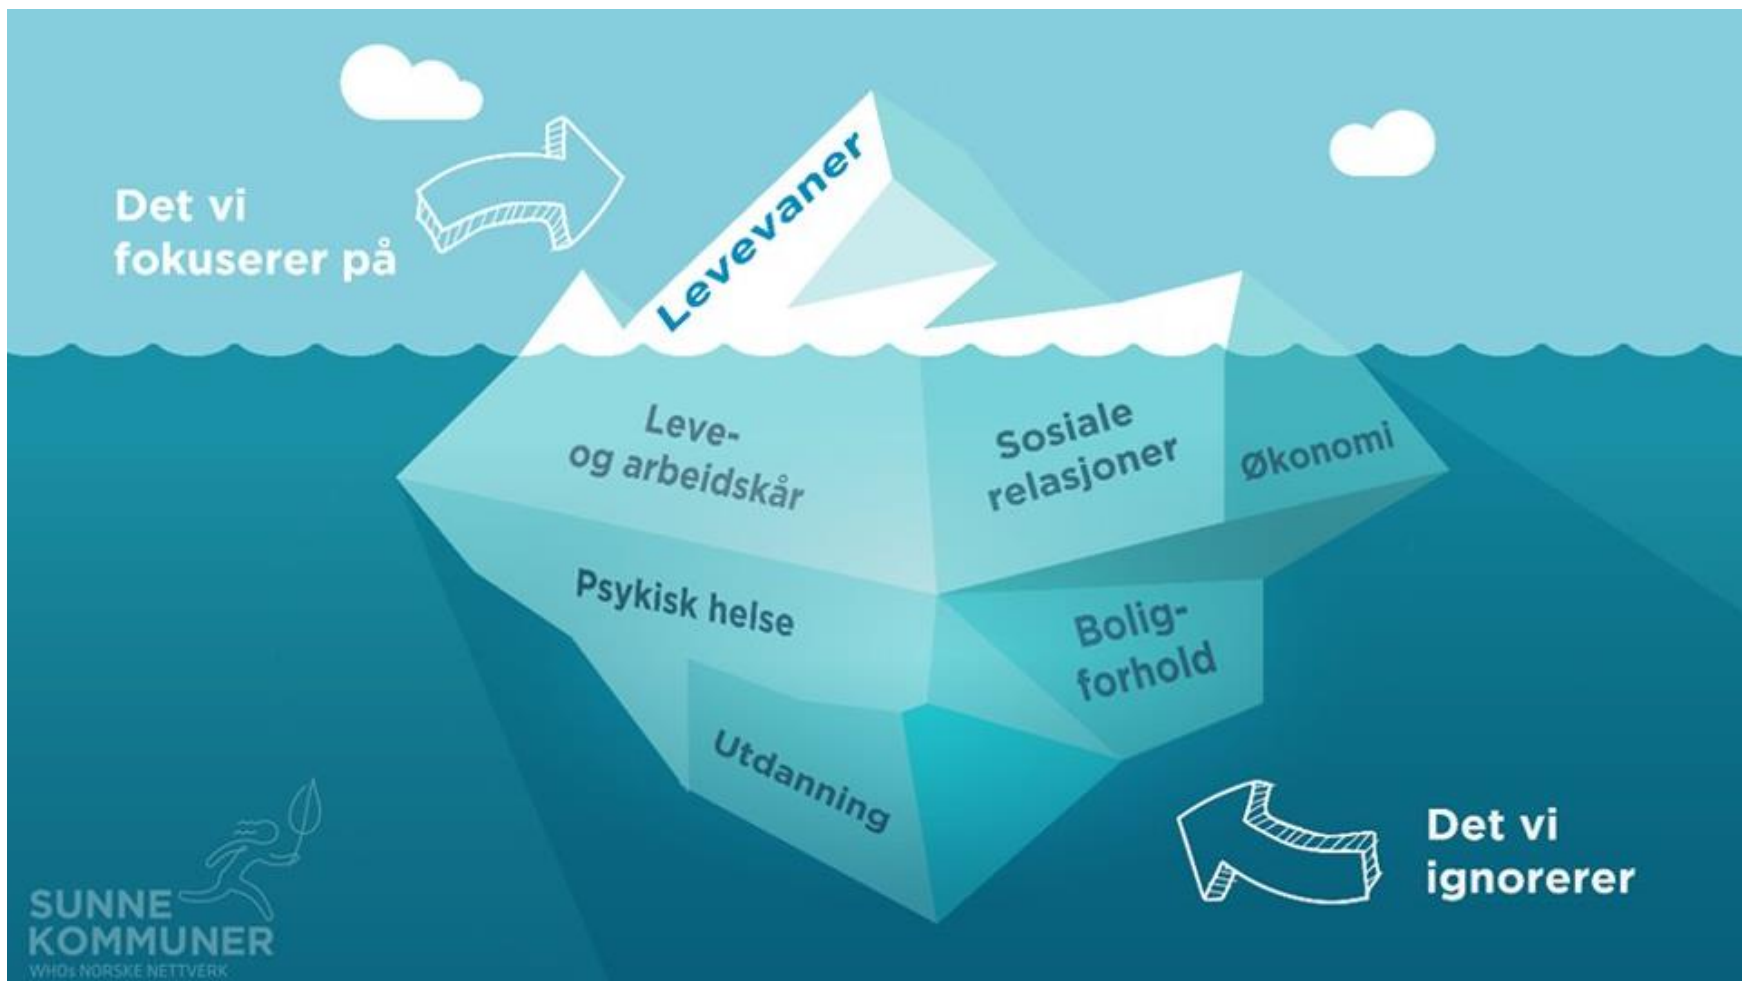 Det vi
fokuserer på
Levevaner
Leve-
og arbeidskår
Sosiale
relasjoner
Økonomi
Psykisk helse
Bolig-
forhold
Utdanning
Det vi
ignorerer
SUNNE
KOMMUNER
WHOs NORSKE NETTVERK